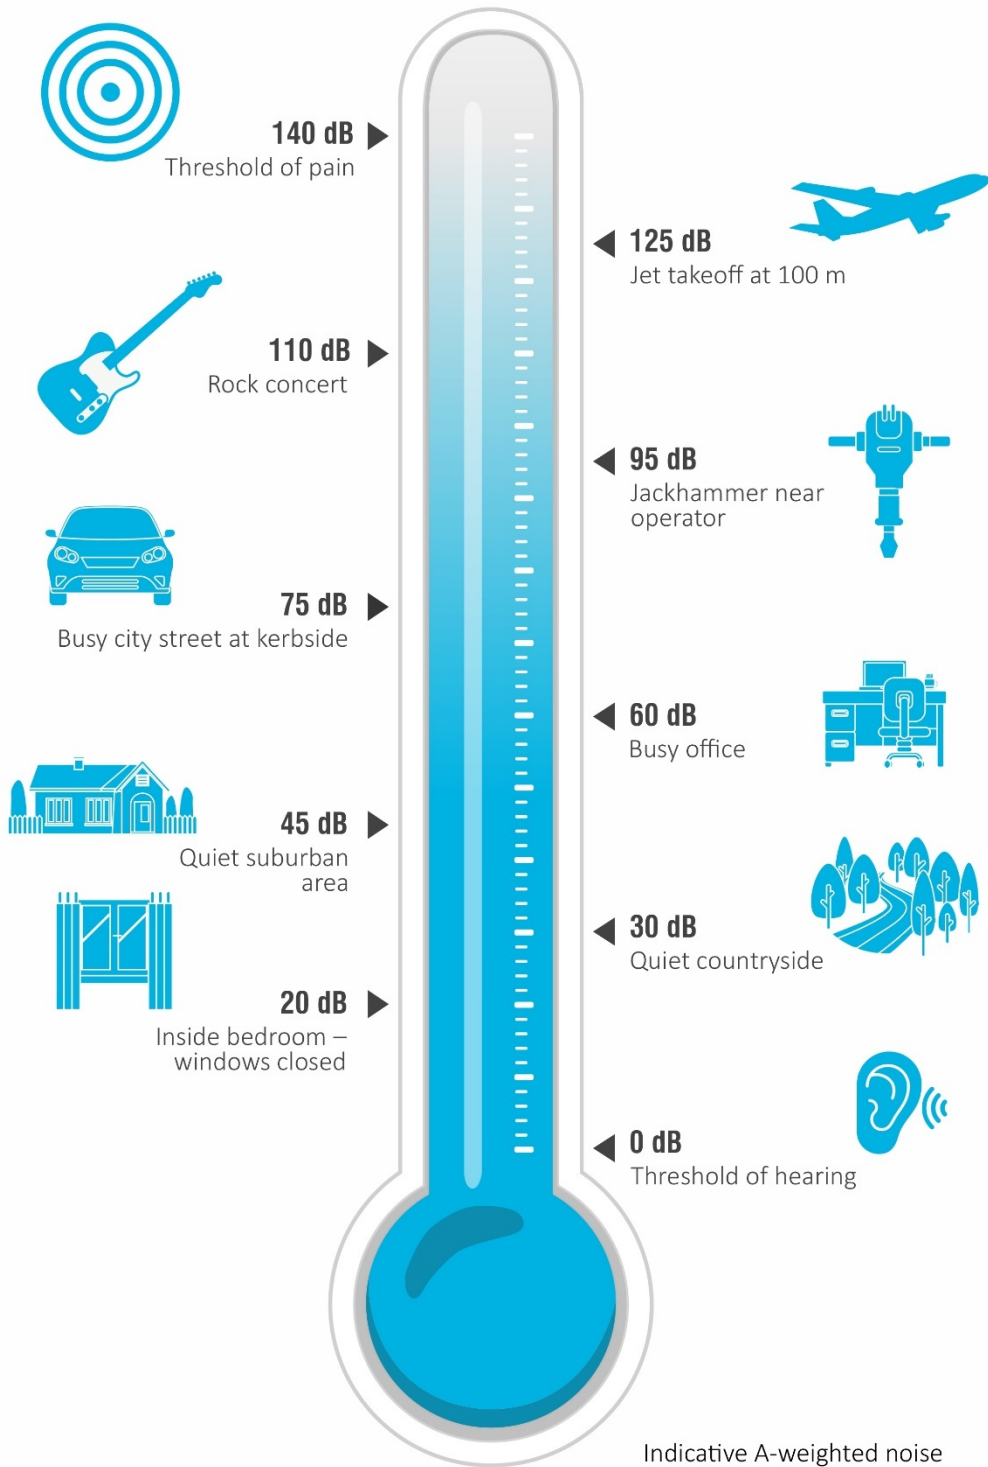 140 dB
Threshold of pain
125 dB
Jet takeoff at 100 m
110 dB
Rock concert
95 dB
Jackhammer near
operator
75 dB
Busy city street at kerbside
60 dB
Busy office
45 dB
Quiet suburban
area
30 dB
Quiet countryside
20 dB
Inside bedroom –
windows closed
0 dB
Threshold of hearing
Indicative A-weighted noise